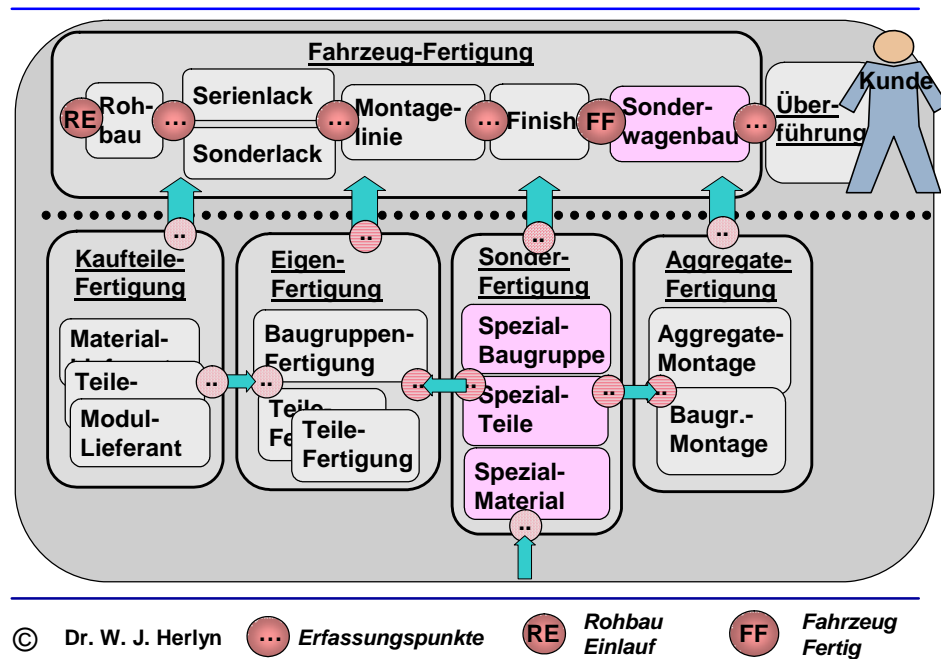 Fahrzeug-Fertigung
RE
Roh-
bau
...
Serienlack
Sonderlack
...
Montage-
linie
...
Finish
FF
Sonder-
wagenbau
...
Über-
führung
Kunde
..
..
..
..
Kaufteile-
Fertigung
Material-
Teile-
Modul-
Lieferant
..
..
Eigen-
Fertigung
Baugruppen-
Fertigung
Teile-
Teile-
Fertigung
..
..
Sonder-
Fertigung
Spezial-
Baugruppe
Spezial-
Teile
Spezial-
Material
..
..
..
Aggregate-
Fertigung
Aggregate-
Montage
Baugr.-
Montage
© Dr. W. J. Herlyn
... Erfassungspunkte
RE Rohbau
Einlauf
FF Fahrzeug
Fertig